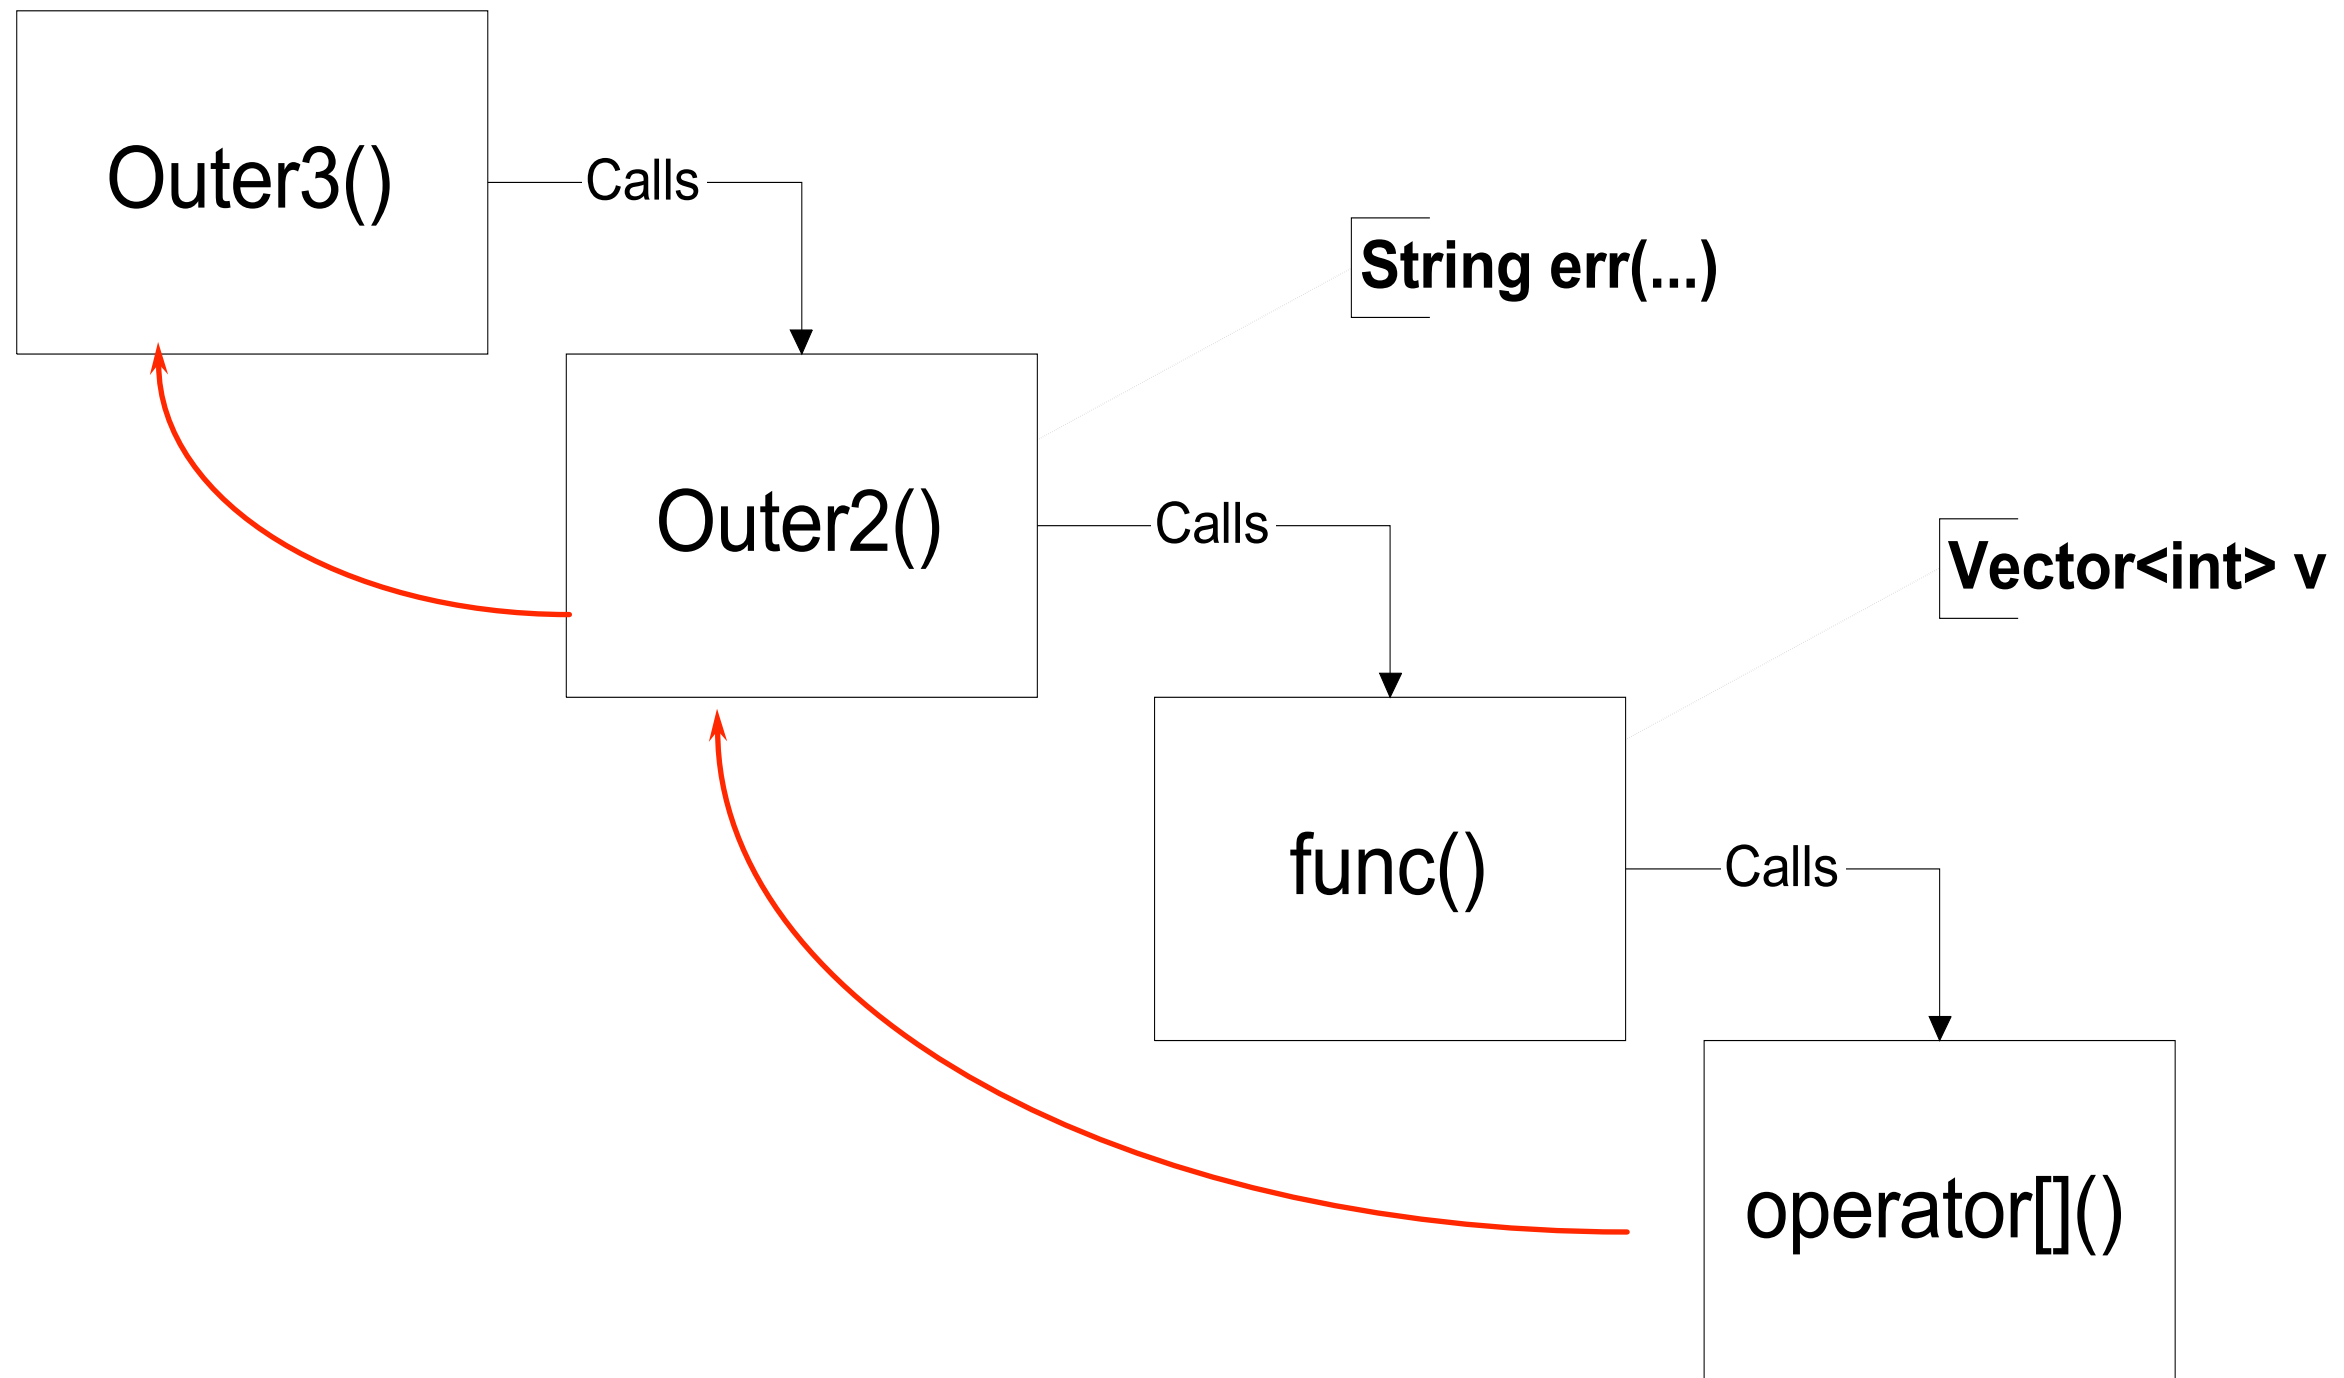 Outer3()
Calls
String err(...)
Outer2()
Calls
Vector<int> v
func()
Calls
operator[]()